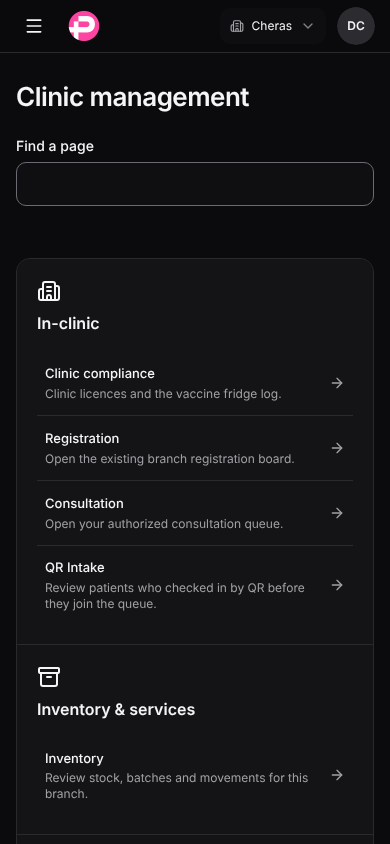 Cheras
DC
Clinic management
Find a page
In-clinic
Clinic compliance
Clinic licences and the vaccine fridge log.
Registration
Open the existing branch registration board.
Consultation
Open your authorized consultation queue.
QR Intake
Review patients who checked in by QR before
they join the queue.
Inventory & services
Inventory
Review stock, batches and movements for this
branch.